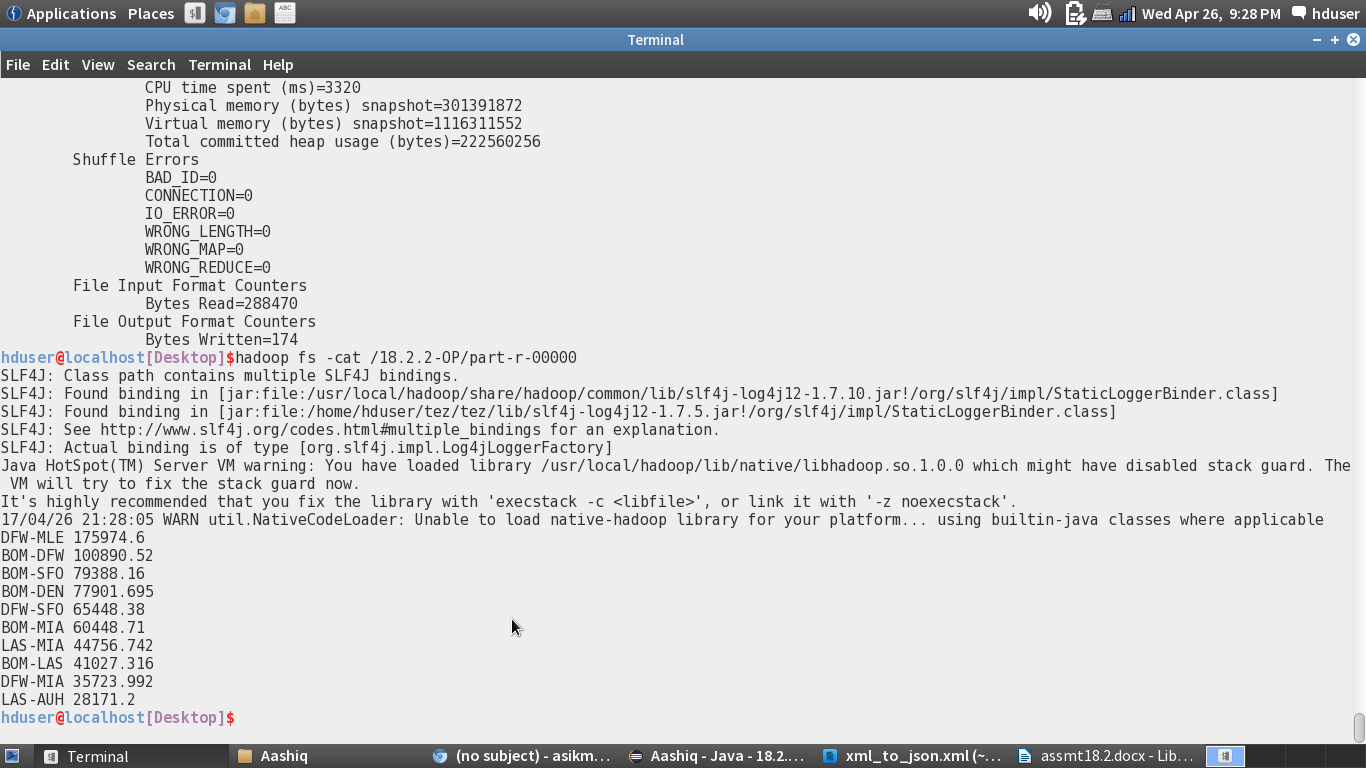 Applications Places Wed Apr 26, 9:28 PM hduser
Terminal
File Edit View Search Terminal Help
CPU time spent (ms)=3320
Physical memory (bytes) snapshot=301391872
Virtual memory (bytes) snapshot=1116311552
Total committed heap usage (bytes)=222560256
Shuffle Errors
BAD_ID=0
CONNECTION=0
IO_ERROR=0
WRONG_LENGTH=0
WRONG_MAP=0
WRONG_REDUCE=0
File Input Format Counters
Bytes Read=288470
File Output Format Counters
Bytes Written=174
hduser@localhost[Desktop]$hadoop fs -cat /18.2.2-OP/part-r-00000
SLF4J: Class path contains multiple SLF4J bindings.
SLF4J: Found binding in [jar:file:/usr/local/hadoop/share/hadoop/common/lib/slf4j-log4j12-1.7.10.jar!/org/slf4j/impl/StaticLoggerBinder.class]
SLF4J: Found binding in [jar:file:/home/hduser/tez/tez/lib/slf4j-log4j12-1.7.5.jar!/org/slf4j/impl/StaticLoggerBinder.class]
SLF4J: See http://www.slf4j.org/codes.html#multiple_bindings for an explanation.
SLF4J: Actual binding is of type [org.slf4j.impl.Log4jLoggerFactory]
Java HotSpot(TM) Server VM warning: You have loaded library /usr/local/hadoop/lib/native/libhadoop.so.1.0.0 which might have disabled stack guard. The
VM will try to fix the stack guard now.
It's highly recommended that you fix the library with 'execstack -c <libfile>', or link it with '-z noexecstack'.
17/04/26 21:28:05 WARN util.NativeCodeLoader: Unable to load native-hadoop library for your platform... using builtin-java classes where applicable
DFW-MLE 175974.6
BOM-DFW 100890.52
BOM-SFO 79388.16
BOM-DEN 77901.695
DFW-SFO 65448.38
BOM-MIA 60448.71
LAS-MIA 44756.742
BOM-LAS 41027.316
DFW-MIA 35723.992
LAS-AUH 28171.2
hduser@localhost[Desktop]$
Terminal Aashiq (no subject) - asikm... Aashiq - Java - 18.2.... xml_to_json.xml (~... assmt18.2.docx - Lib...